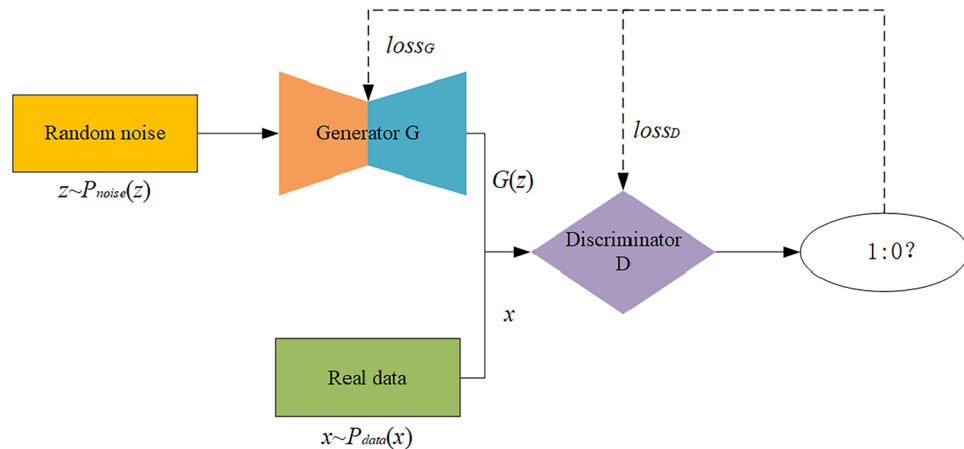 lossG
Random noise
Generator G
lossD
z~Pnoise(z)
G(z)
Discriminator
D
1:0?
x
Real data
x~Pdata(x)